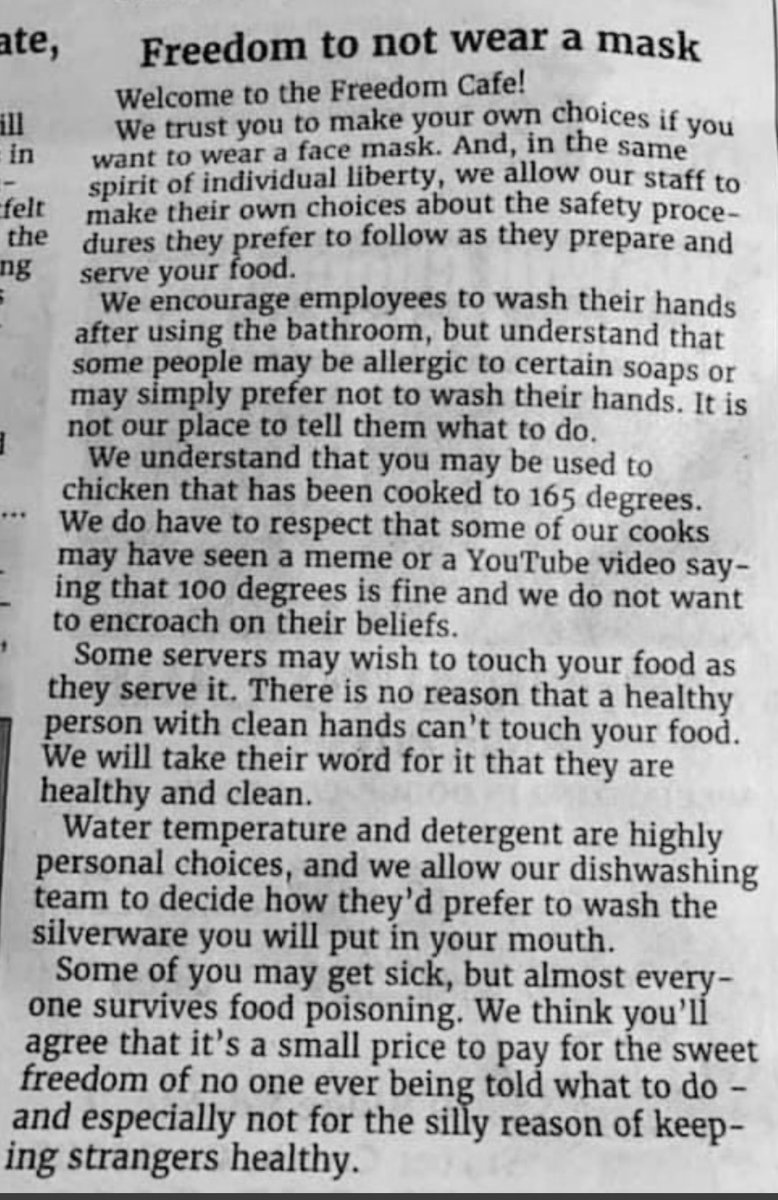 ate,
ill
in
-
felt
the
ng
s
...
-
,
Freedom to not wear a mask
Welcome to the Freedom Cafe!
We trust you to make your own choices if you
want to wear a face mask. And, in the same
spirit of individual liberty, we allow our staff to
make their own choices about the safety proce-
dures they prefer to follow as they prepare and
serve your food.
We encourage employees to wash their hands
after using the bathroom, but understand that
some people may be allergic to certain soaps or
may simply prefer not to wash their hands. It is
not our place to tell them what to do.
We understand that you may be used to
chicken that has been cooked to 165 degrees.
We do have to respect that some of our cooks
may have seen a meme or a YouTube video say-
ing that 100 degrees is fine and we do not want
to encroach on their beliefs.
Some servers may wish to touch your food as
they serve it. There is no reason that a healthy
person with clean hands can't touch your food.
We will take their word for it that they are
healthy and clean.
Water temperature and detergent are highly
personal choices, and we allow our dishwashing
team to decide how they'd prefer to wash the
silverware you will put in your mouth.
Some of you may get sick, but almost every-
one survives food poisoning. We think you'll
agree that it's a small price to pay for the sweet
freedom of no one ever being told what to do –
and especially not for the silly reason of keep-
ing strangers healthy.